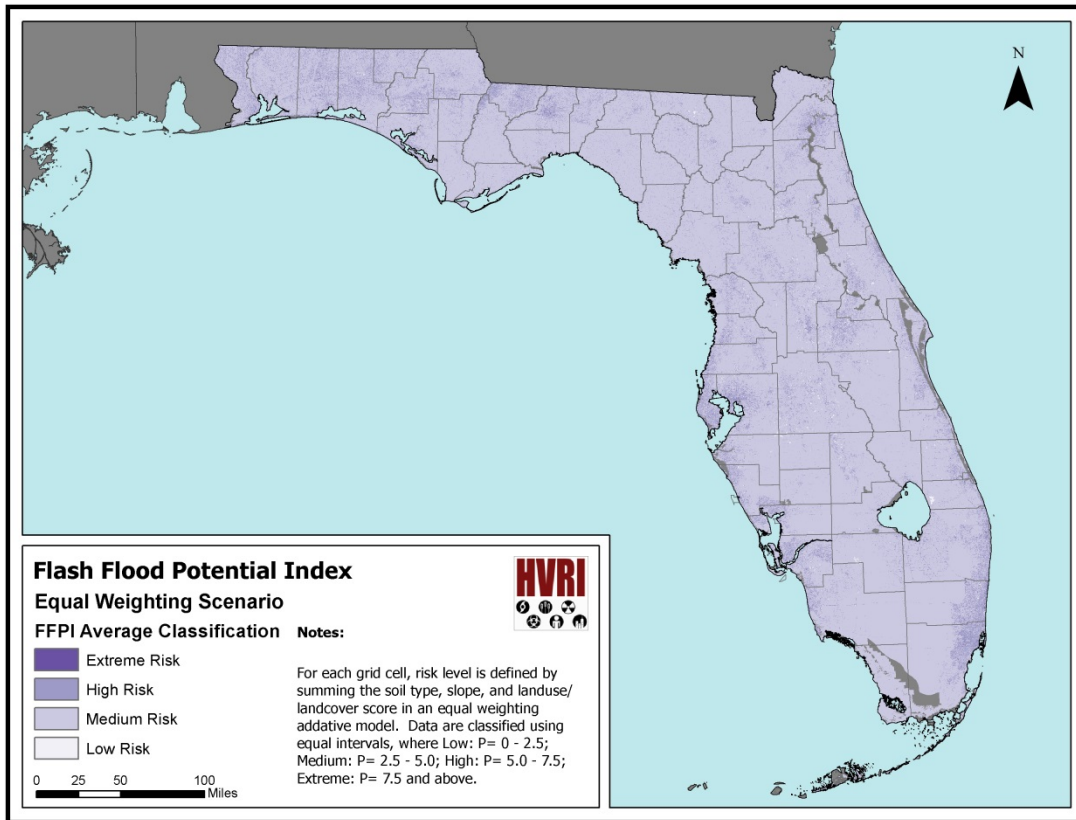 N
Flash Flood Potential Index
Equal Weighting Scenario
FFPI Average Classification
Extreme Risk
High Risk
Medium Risk
Low Risk
0 25 50 100
Miles
HVRI
Notes:
For each grid cell, risk level is defined by
summing the soil type, slope, and landuse/
landcover score in an equal weighting
addative model. Data are classified using
equal intervals, where Low: P= 0 - 2.5;
Medium: P= 2.5 - 5.0; High: P= 5.0 - 7.5;
Extreme: P= 7.5 and above.